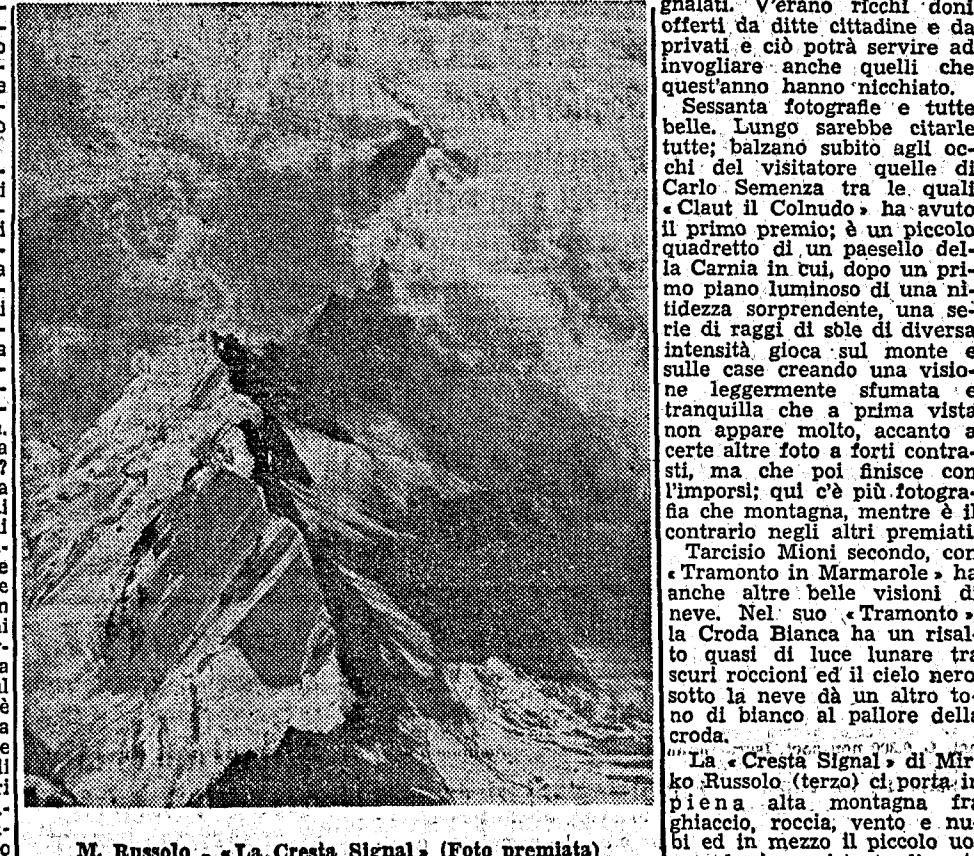 M. Russolo - « La Cresta Signal » (Foto premiata)
gnalati. V'erano ricchi doni
offerti da ditte cittadine e da
privati e ciò potrà servire ad
invogliare anche quelli che
quest'anno hanno nicchiato.
Sessanta fotografie e tutte
belle. Lungo sarebbe citarle
tutte; balzano subito agli oc-
chi del visitatore quelle di
Carlo Semenza tra le quali
« Claut il Colnudo » ha avuto
il primo premio; è un piccolo
quadretto di un paesello del-
la Carnia in cui, dopo un pri-
mo piano luminoso di una ni-
tidezza sorprendente, una se-
rie di raggi di sole di diversa
intensità gioca sul monte e
sulle case creando una visio-
ne leggermente sfumata e
tranquilla che a prima vista
non appare molto, accanto a
certe altre foto a forti contra-
sti, ma che poi finisce con
l'imporsi; qui c'è più fotogra-
fia che montagna, mentre è il
contrario negli altri premiati.
Tarcisio Mioni secondo, con
« Tramonto in Marmarole » ha
anche altre belle visioni di
neve. Nel suo « Tramonto »
la Croda Bianca ha un risal-
to quasi di luce lunare tra
scuri roccioni ed il cielo nero
sotto la neve dà un altro to-
no di bianco al pallore della
croda.
La « Cresta Signal » di Mir
ko Russolo (terzo) ci porta in
piena alta montagna fra
ghiaccio, roccia, vento e nu-
bi ed in mezzo il piccolo uo